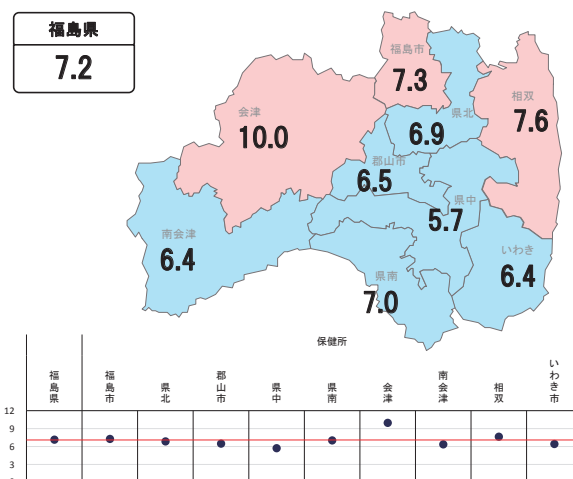 福島県
7.2
福島市
7.3
相双
7.6
会津
10.0
県北
6.9
郡山市
6.5
県中
5.7
南会津
6.4
いわき
6.4
県南
7.0
保健所
福島県
福島市
県北
郡山市
県中
県南
会津
南会津
相双
いわき市
12
9
6
3